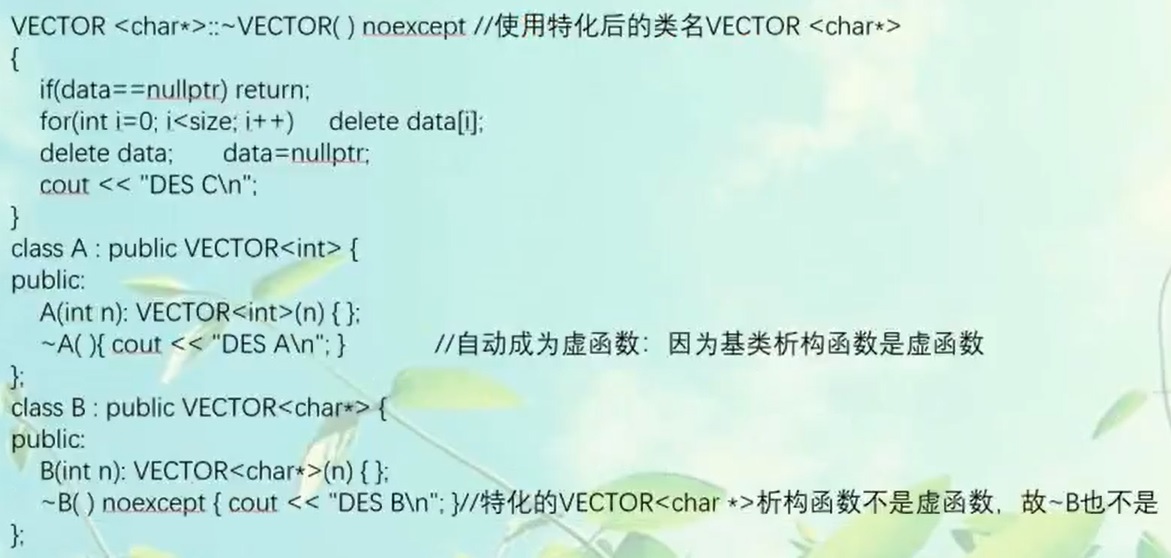 VECTOR <char*>::~VECTOR( ) noexcept //使用特化后的类名VECTOR <char*>
{
if(data==nullptr) return;
for(int i=0; i<size; i++) delete data[i];
delete data; data=nullptr;
cout << "DES C\n";
}
class A : public VECTOR<int> {
public:
A(int n): VECTOR<int>(n) { };
~A( ){ cout << "DES A\n"; } //自动成为虚函数：因为基类析构函数是虚函数
};
class B : public VECTOR<char*> {
public:
B(int n): VECTOR<char*>(n) { };
~B( ) noexcept { cout << "DES B\n"; }//特化的VECTOR<char *>析构函数不是虚函数，故~B也不是
};